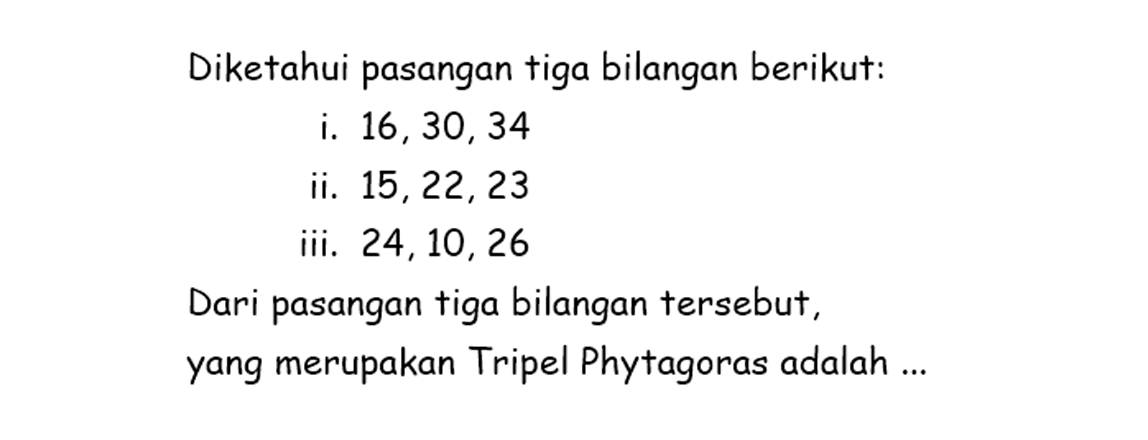 Diketahui pasangan tiga bilangan berikut:
i. 16, 30, 34
ii. 15, 22, 23
iii. 24, 10, 26
Dari pasangan tiga bilangan tersebut,
yang merupakan Tripel Phytagoras adalah ...